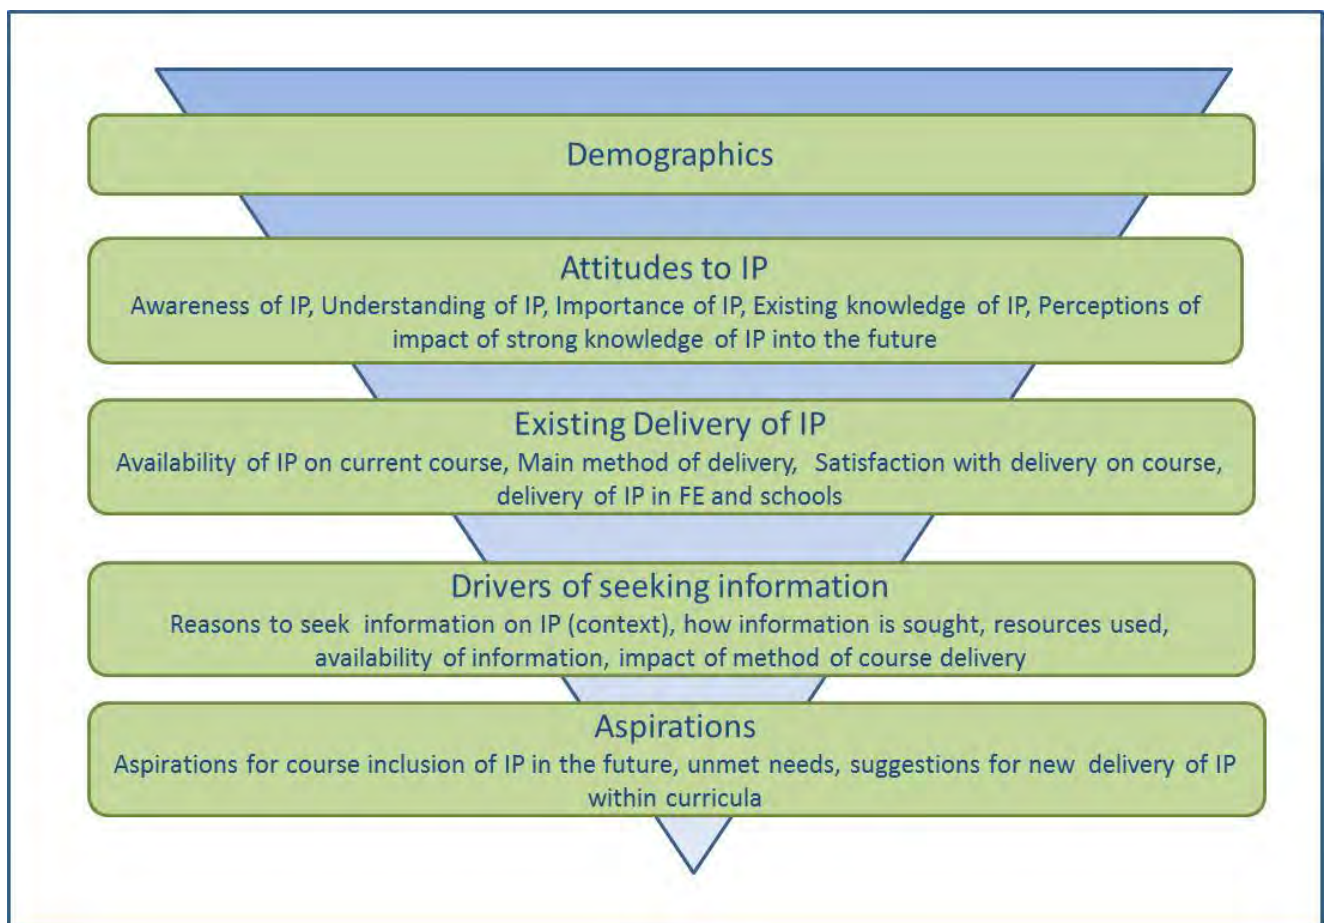 Demographics
Attitudes to IP
Awareness of IP, Understanding of IP, Importance of IP, Existing knowledge of IP, Perceptions of
impact of strong knowledge of IP into the future
Existing Delivery of IP
Availability of IP on current course, Main method of delivery, Satisfaction with delivery on course,
delivery of IP in FE and schools
Drivers of seeking information
Reasons to seek information on IP (context), how information is sought, resources used,
availability of information, impact of method of course delivery
Aspirations
Aspirations for course inclusion of IP in the future, unmet needs, suggestions for new delivery of IP
within curricula